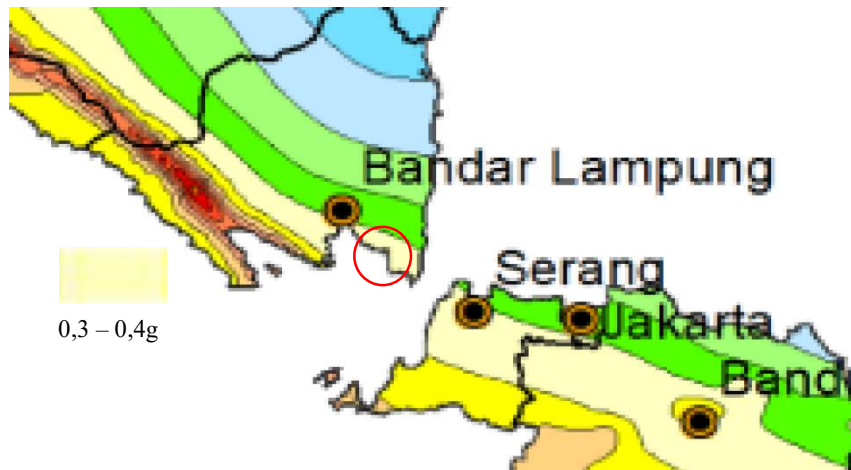 Bandar Lampung
Serang
Jakarta
Band
0,3 – 0,4g